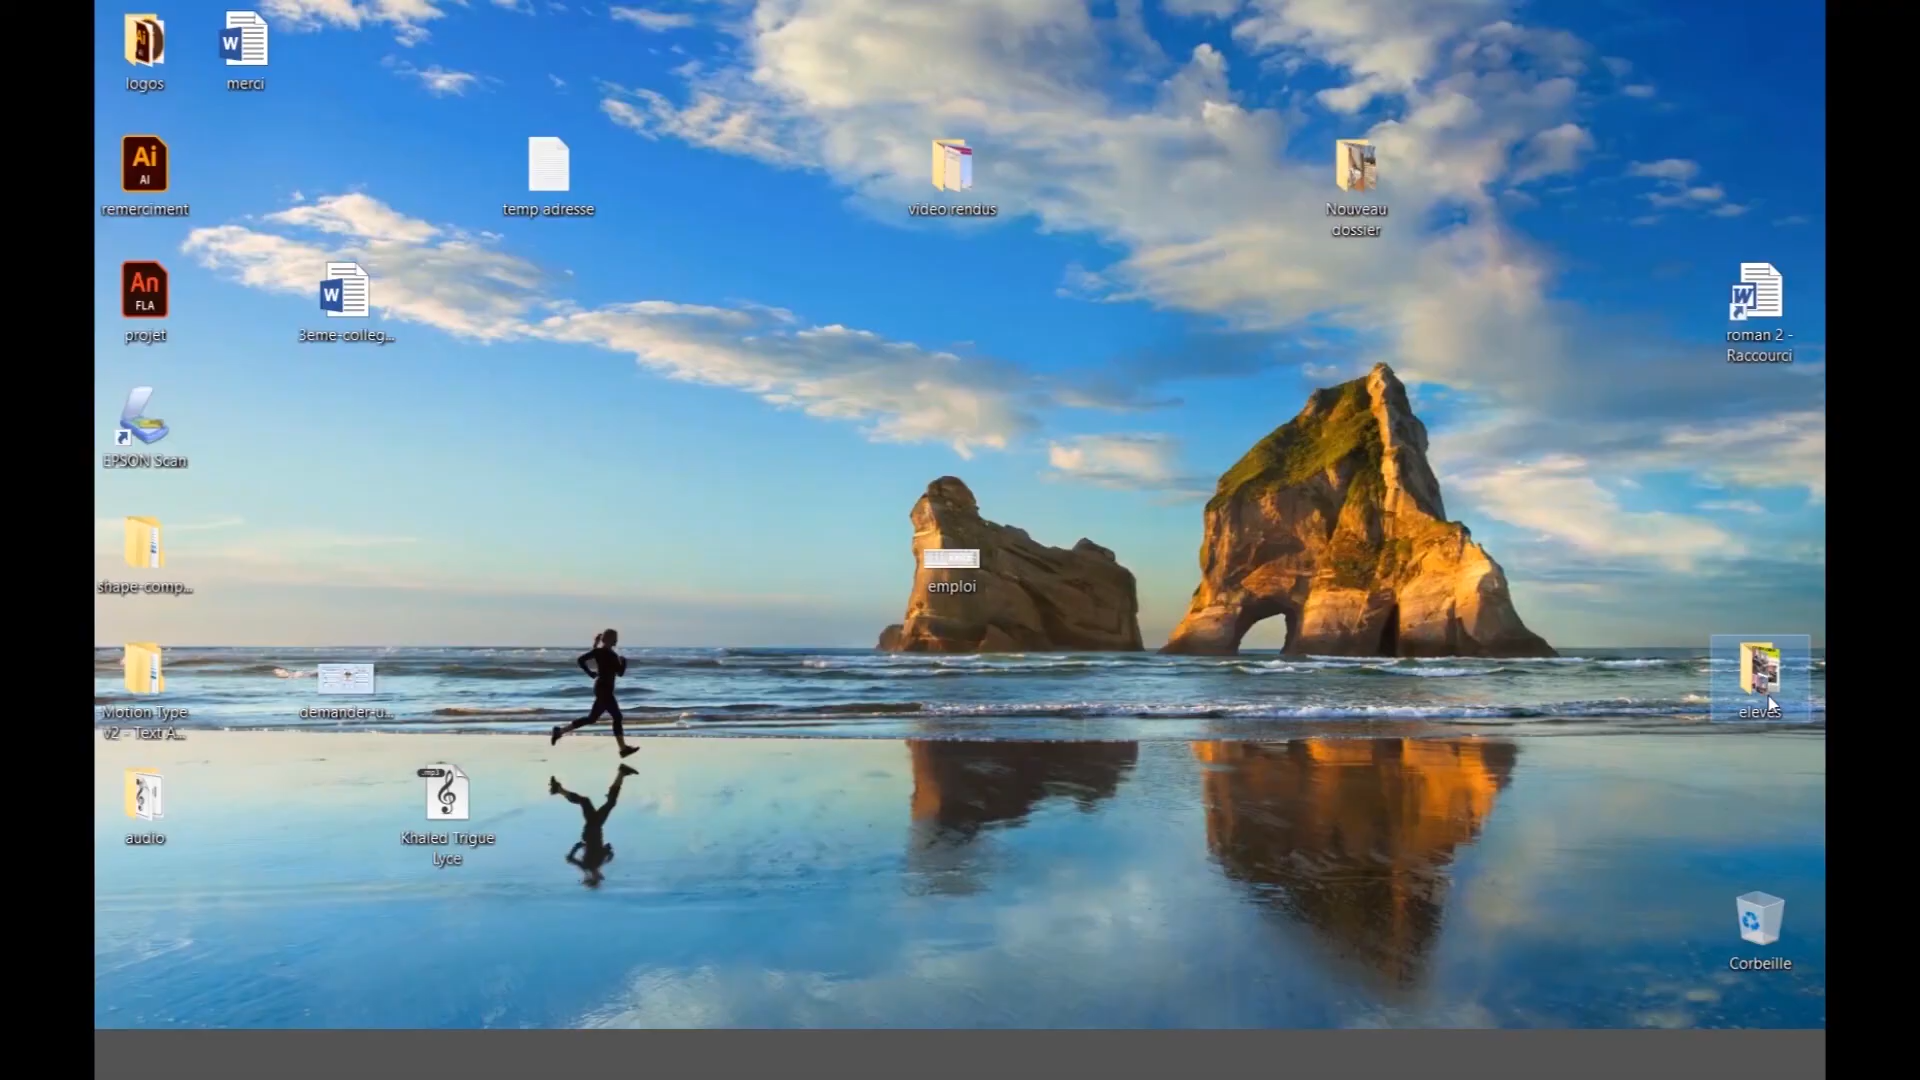 logos
merci
Ai
AI
remerciment
temp adresse
video rendus
Nouveau
dossier
An
FLA
projet
W
3eme-colleg...
roman 2 -
Raccourci
EPSON Scan
shape-comp...
emploi
Motion Type
v2 - Text A...
demander-u...
eleves
audio
.mp3
Khaled Trigue
Lyce
Corbeille